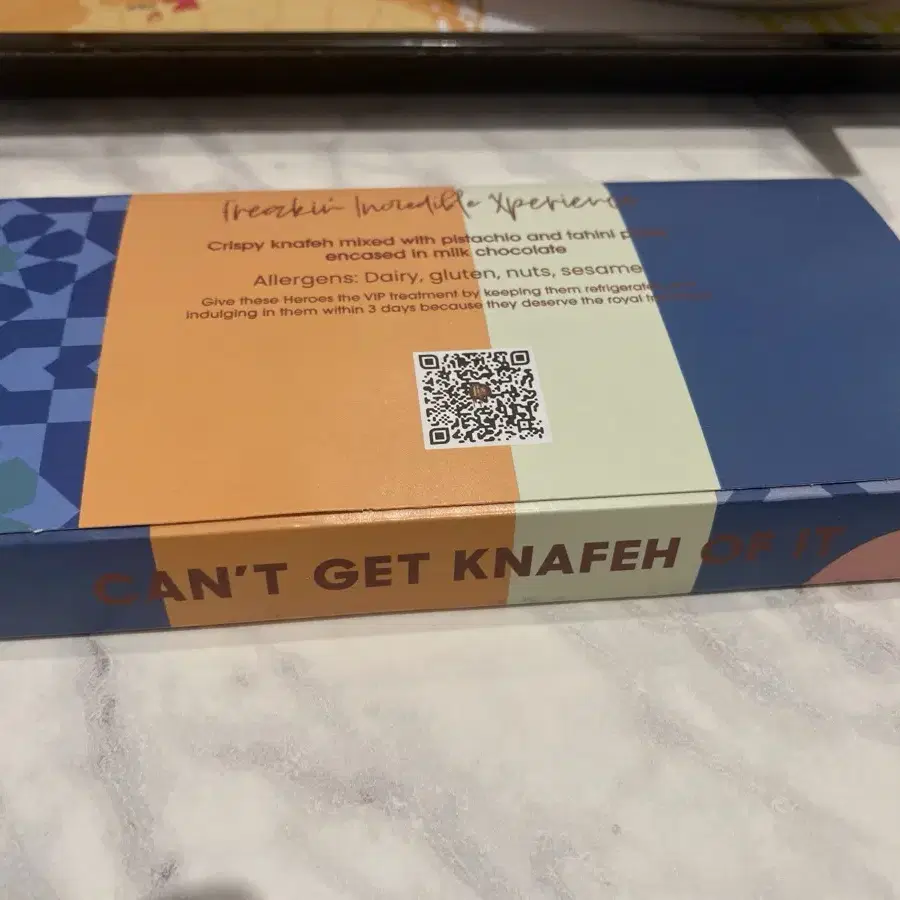 Freakin' Incredible Xperience
Crispy knafeh mixed with pistachio and tahini
encased in milk chocolate
Allergens: Dairy, gluten, nuts, sesame
Give these Heroes the VIP treatment by keeping them refrigerated
indulging in them within 3 days because they deserve the royal treatment
CAN'T GET KNAFEH OF IT